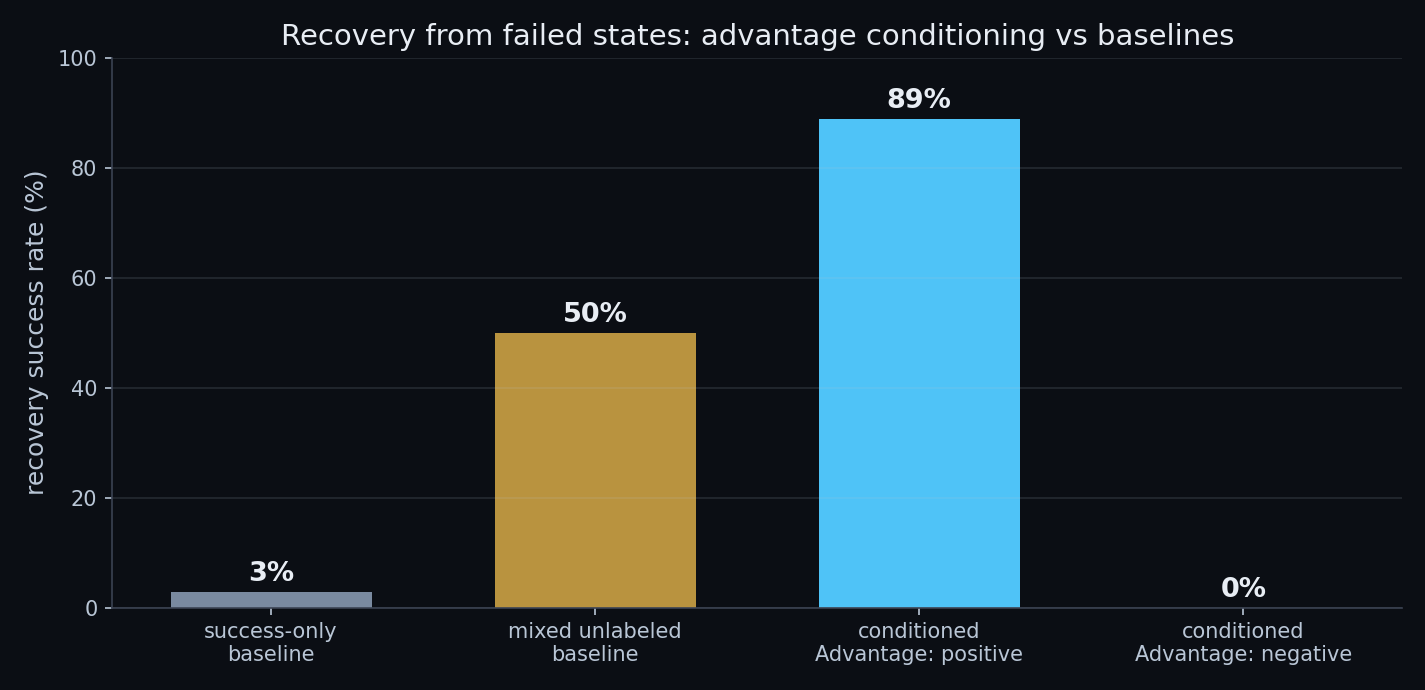 Recovery from failed states: advantage conditioning vs baselines
recovery success rate (%)
100
80
60
40
20
0
3%
50%
89%
0%
success-only
baseline
mixed unlabeled
baseline
conditioned
Advantage: positive
conditioned
Advantage: negative